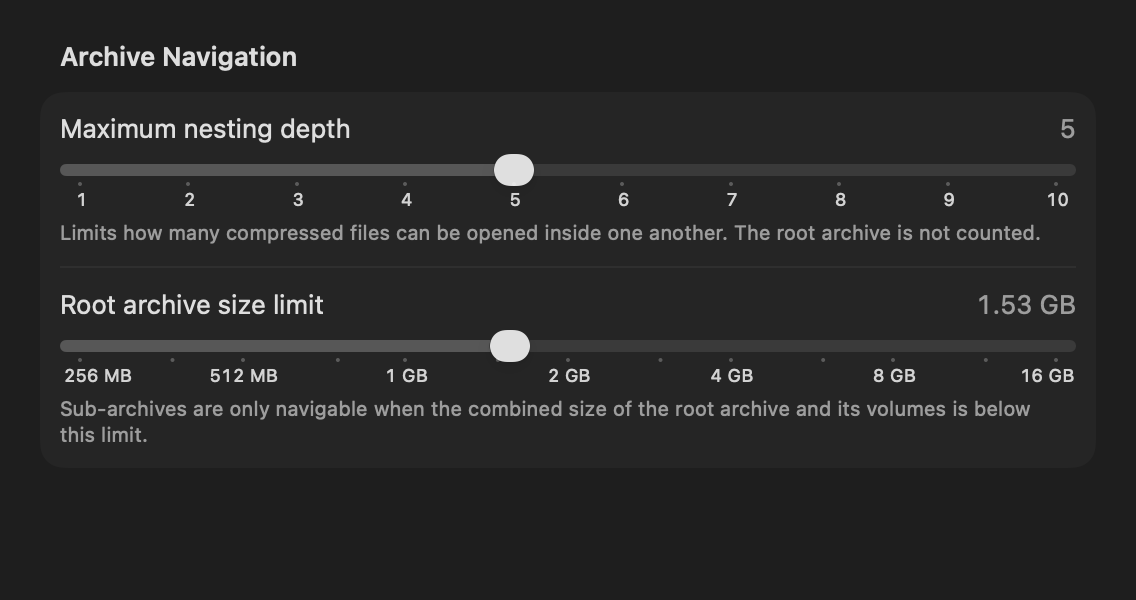 Archive Navigation
Maximum nesting depth 5
1 2 3 4 5 6 7 8 9 10
Limits how many compressed files can be opened inside one another. The root archive is not counted.
Root archive size limit 1.53 GB
256 MB 512 MB 1 GB 2 GB 4 GB 8 GB 16 GB
Sub-archives are only navigable when the combined size of the root archive and its volumes is below
this limit.